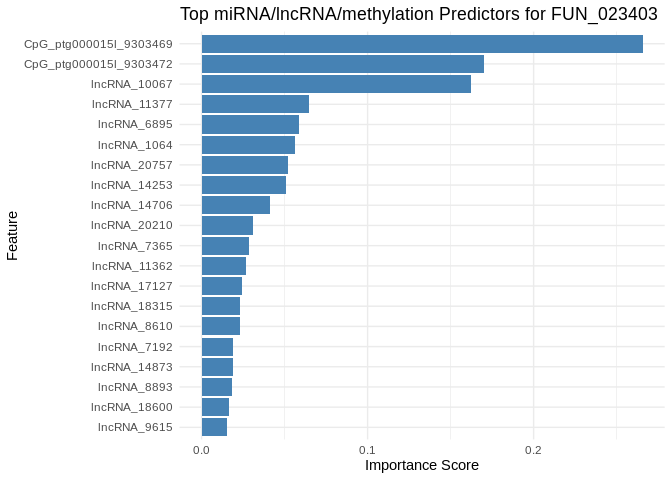 Top miRNA/lncRNA/methylation Predictors for FUN_023403
Feature
CpG_ptg000015l_9303469
CpG_ptg000015l_9303472
lncRNA_10067
lncRNA_11377
lncRNA_6895
lncRNA_1064
lncRNA_20757
lncRNA_14253
lncRNA_14706
lncRNA_20210
lncRNA_7365
lncRNA_11362
lncRNA_17127
lncRNA_18315
lncRNA_8610
lncRNA_7192
lncRNA_14873
lncRNA_8893
lncRNA_18600
lncRNA_9615
0.0 0.1 0.2
Importance Score